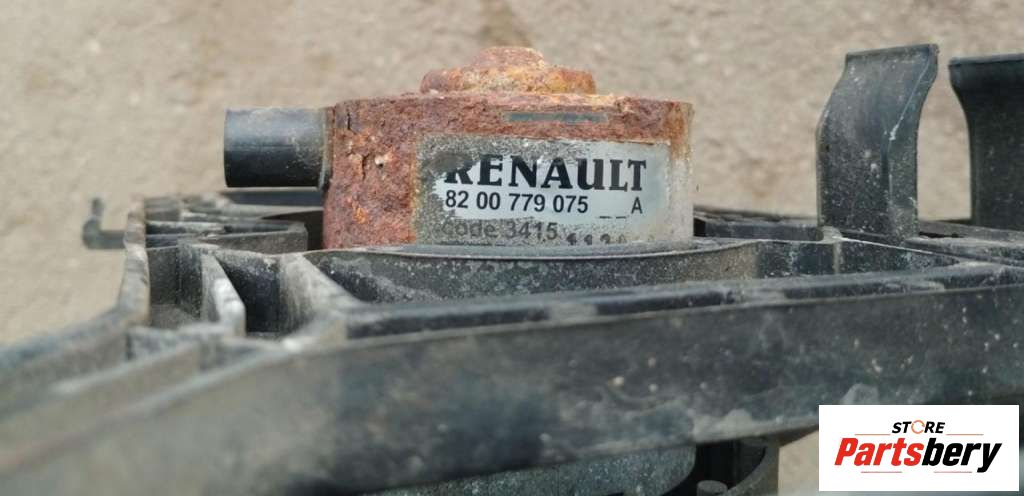 RENAULT
82 00 779 075 _ _ A
code 3415
STORE
Partsbery